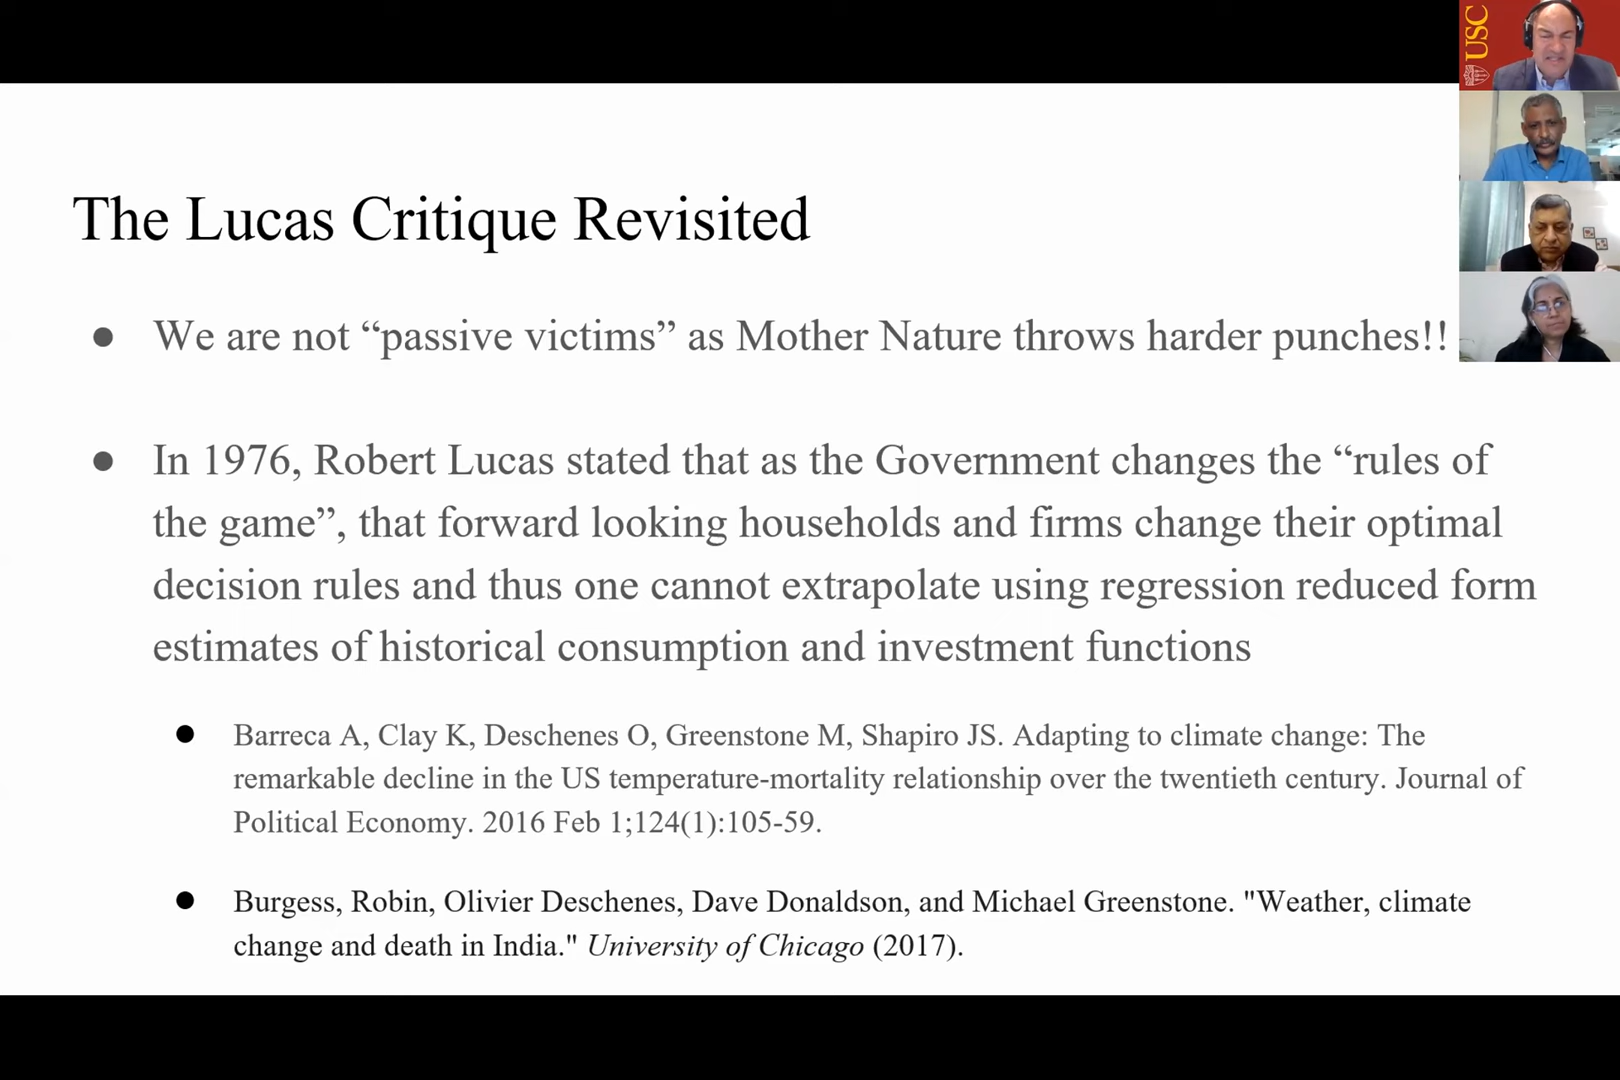 USC
The Lucas Critique Revisited
● We are not “passive victims” as Mother Nature throws harder punches!!
● In 1976, Robert Lucas stated that as the Government changes the “rules of
the game”, that forward looking households and firms change their optimal
decision rules and thus one cannot extrapolate using regression reduced form
estimates of historical consumption and investment functions
● Barreca A, Clay K, Deschenes O, Greenstone M, Shapiro JS. Adapting to climate change: The
remarkable decline in the US temperature-mortality relationship over the twentieth century. Journal of
Political Economy. 2016 Feb 1;124(1):105-59.
● Burgess, Robin, Olivier Deschenes, Dave Donaldson, and Michael Greenstone. "Weather, climate
change and death in India." University of Chicago (2017).